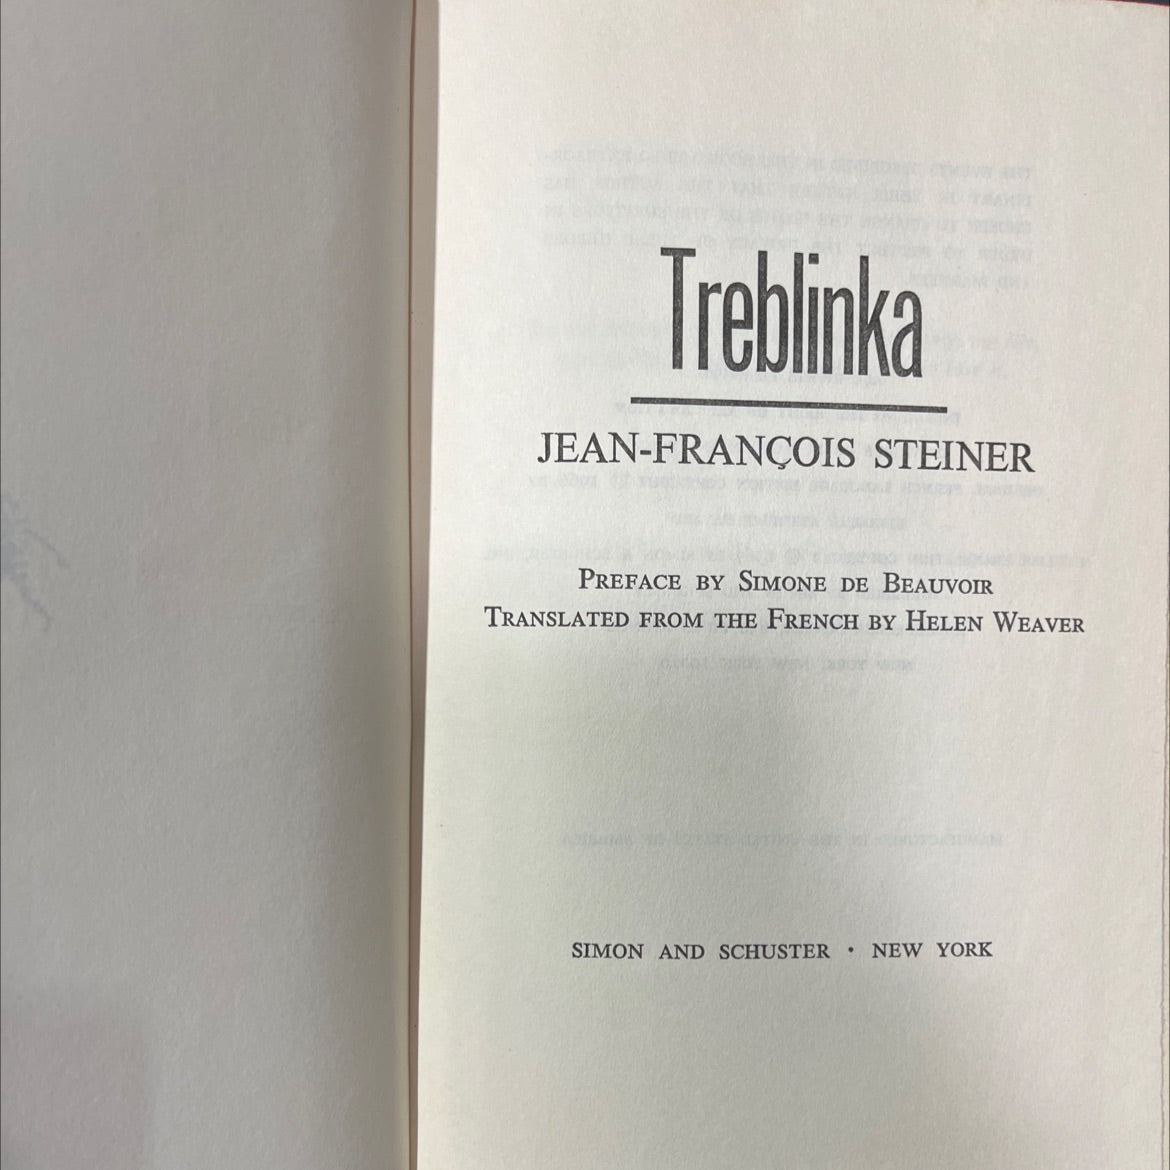 Treblinka
JEAN-FRANÇOIS STEINER
PREFACE BY SIMONE DE BEAUVOIR
TRANSLATED FROM THE FRENCH BY HELEN WEAVER
SIMON AND SCHUSTER · NEW YORK